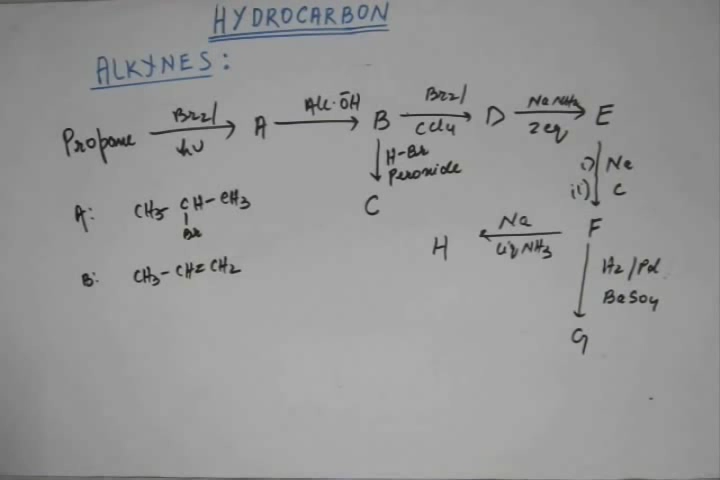 HYDROCARBON
ALKYNES:
Propane Br2/ hν A Alc. ŌH B Br2/ CCl4 D NaNH2 2eq E
H-Br
Peroxide
C
i) Na
ii) C
F
Na
liq NH3
H
H2/Pd
BaSO4
G
A: CH3-CH-CH3
Br
B: CH3-CH=CH2